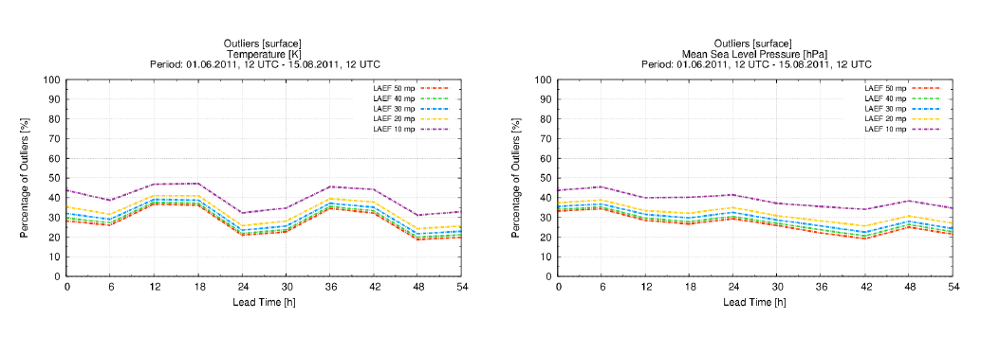 Outliers [surface]
Temperature [K]
Period: 01.06.2011, 12 UTC - 15.08.2011, 12 UTC
Percentage of Outliers [%]
100
90
80
70
60
50
40
30
20
10
0
LAEF 50 mp
LAEF 40 mp
LAEF 30 mp
LAEF 20 mp
LAEF 10 mp
0 6 12 18 24 30 36 42 48 54
Lead Time [h]
Outliers [surface]
Mean Sea Level Pressure [hPa]
Period: 01.06.2011, 12 UTC - 15.08.2011, 12 UTC
Percentage of Outliers [%]
100
90
80
70
60
50
40
30
20
10
0
LAEF 50 mp
LAEF 40 mp
LAEF 30 mp
LAEF 20 mp
LAEF 10 mp
0 6 12 18 24 30 36 42 48 54
Lead Time [h]